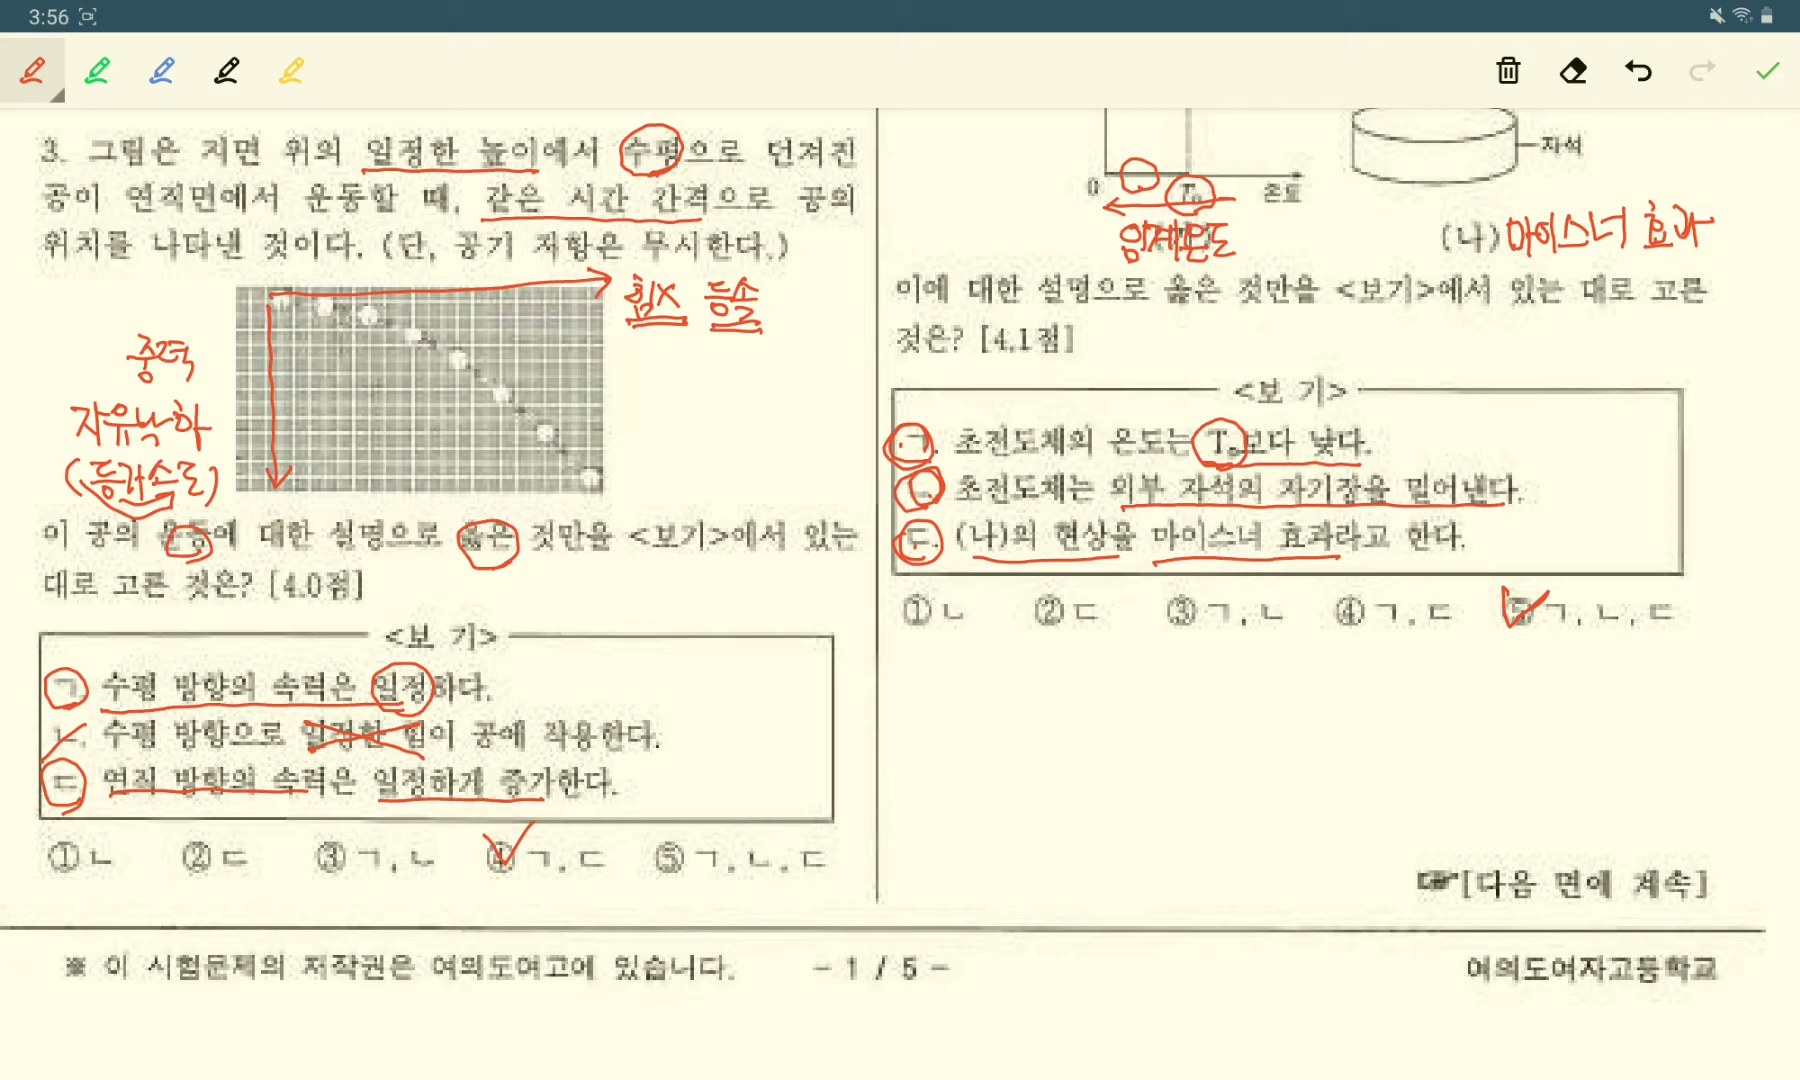 3:56
3. 그림은 지면 위의 일정한 높이에서 수평으로 던져진
공이 연직면에서 운동할 때, 같은 시간 간격으로 공의
위치를 나타낸 것이다. (단, 공기 저항은 무시한다.)
힘X 등속
중력
자유낙하
(등가속도)
이 공의 운동에 대한 설명으로 옳은 것만을 <보기>에서 있는
대로 고른 것은? [4.0점]
<보 기>
ㄱ. 수평 방향의 속력은 일정하다.
ㄴ. 수평 방향으로 일정한 힘이 공에 작용한다.
ㄷ. 연직 방향의 속력은 일정하게 증가한다.
① ㄴ ② ㄷ ③ ㄱ, ㄴ ④ ㄱ, ㄷ ⑤ ㄱ, ㄴ, ㄷ
자석
0 T₀ 온도
임계온도
(나) 마이스너 효과
이에 대한 설명으로 옳은 것만을 <보기>에서 있는 대로 고른
것은? [4.1점]
<보 기>
ㄱ. 초전도체의 온도는 T₀보다 낮다.
ㄴ. 초전도체는 외부 자석의 자기장을 밀어낸다.
ㄷ. (나)의 현상을 마이스너 효과라고 한다.
① ㄴ ② ㄷ ③ ㄱ, ㄴ ④ ㄱ, ㄷ ⑤ ㄱ, ㄴ, ㄷ
☞[다음 면에 계속]
※ 이 시험문제의 저작권은 여의도여고에 있습니다. - 1 / 5 - 여의도여자고등학교